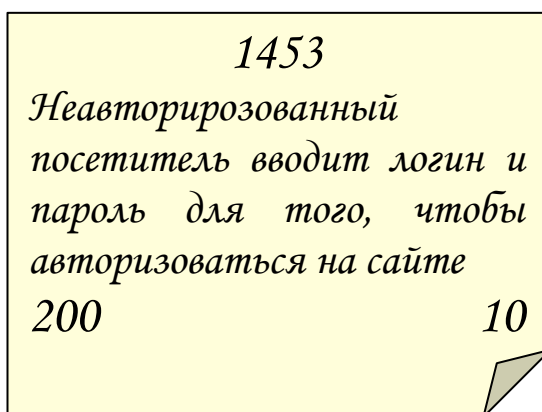 1453
Неавторирозованный
посетитель вводит логин и
пароль для того, чтобы
авторизоваться на сайте
200 10